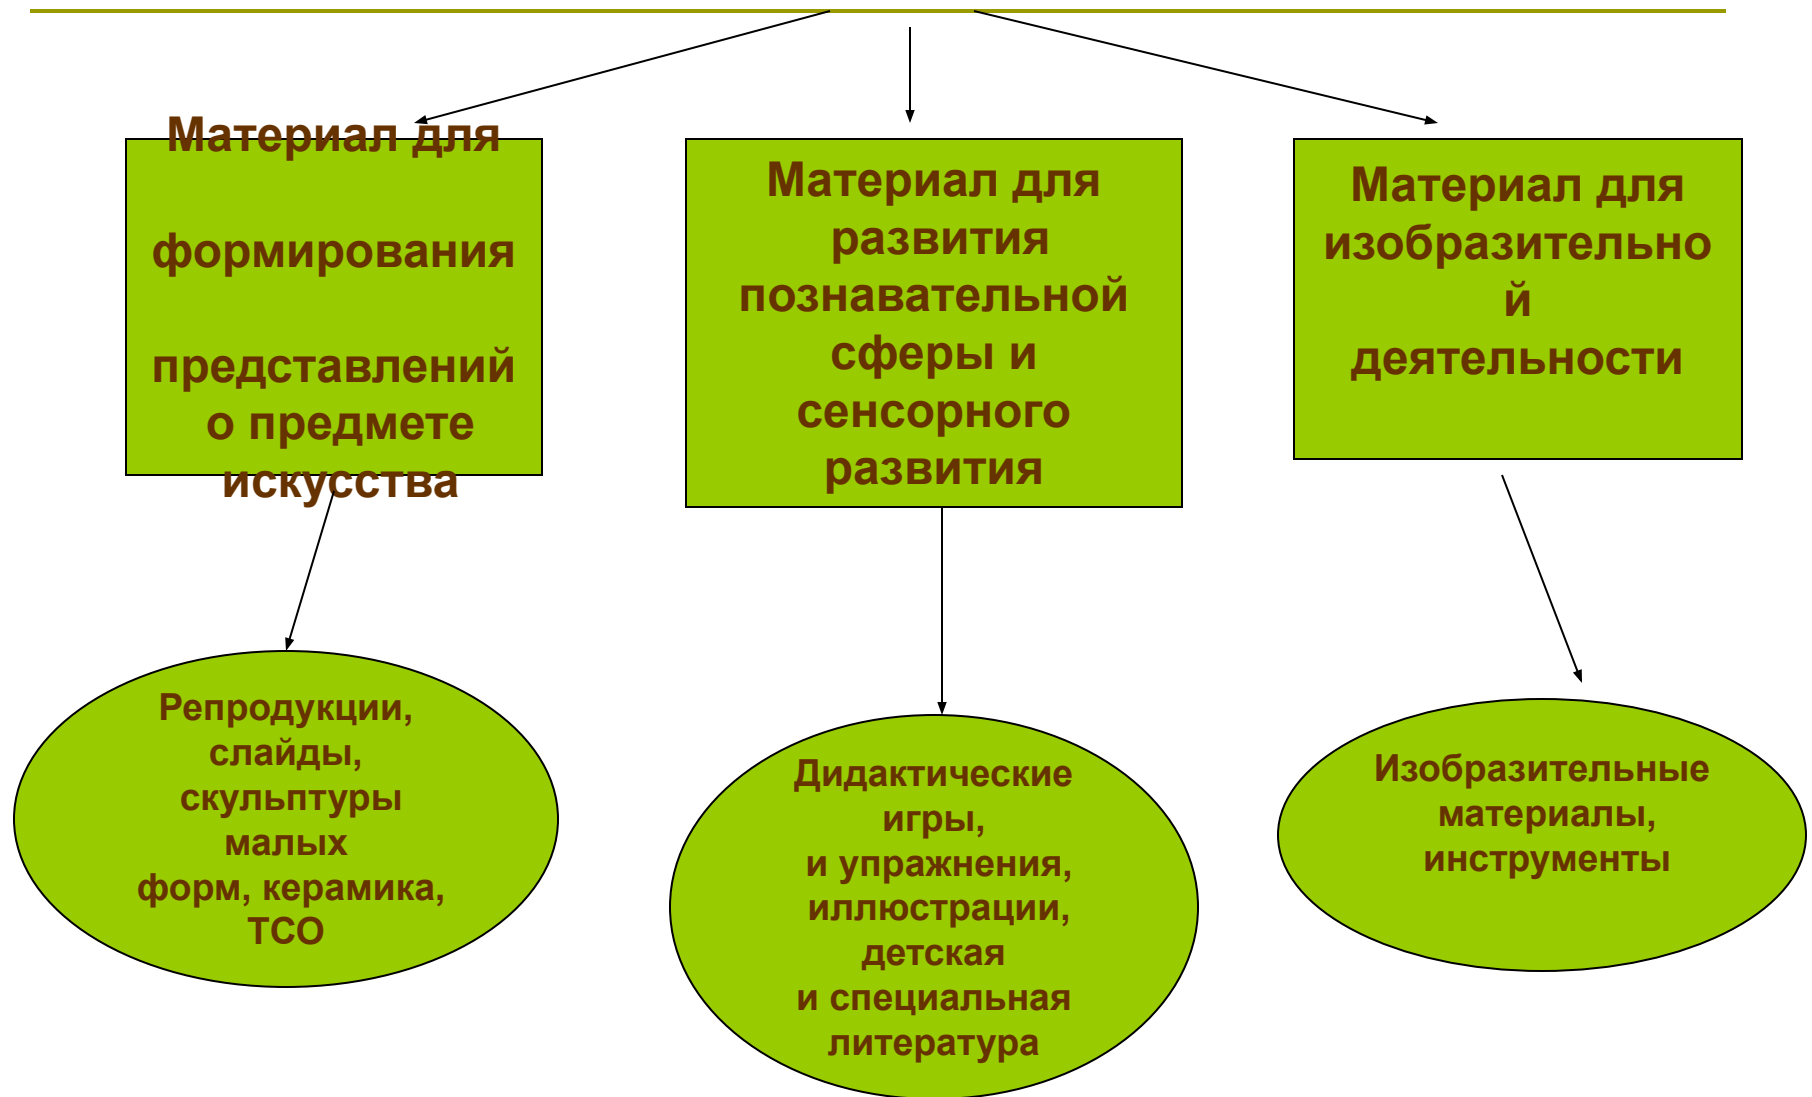 Материал для
формирования
представлений
о предмете
искусства
Материал для
развития
познавательной
сферы и
сенсорного
развития
Материал для
изобразительно
й
деятельности
Репродукции,
слайды,
скульптуры
малых
форм, керамика,
ТСО
Дидактические
игры,
и упражнения,
иллюстрации,
детская
и специальная
литература
Изобразительные
материалы,
инструменты